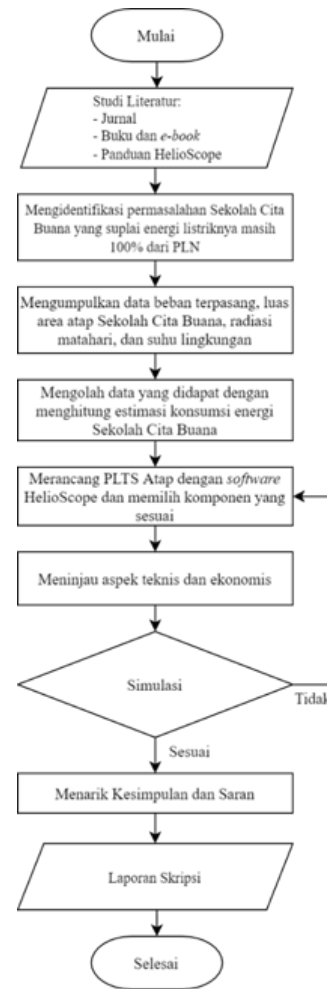 Mulai
Studi Literatur:
- Jurnal
- Buku dan e-book
- Panduan HelioScope
Mengidentifikasi permasalahan Sekolah Cita
Buana yang suplai energi listriknya masih
100% dari PLN
Mengumpulkan data beban terpasang, luas
area atap Sekolah Cita Buana, radiasi
matahari, dan suhu lingkungan
Mengolah data yang didapat dengan
menghitung estimasi konsumsi energi
Sekolah Cita Buana
Merancang PLTS Atap dengan software
HelioScope dan memilih komponen yang
sesuai
Meninjau aspek teknis dan ekonomis
Simulasi
Tidak
Sesuai
Menarik Kesimpulan dan Saran
Laporan Skripsi
Selesai